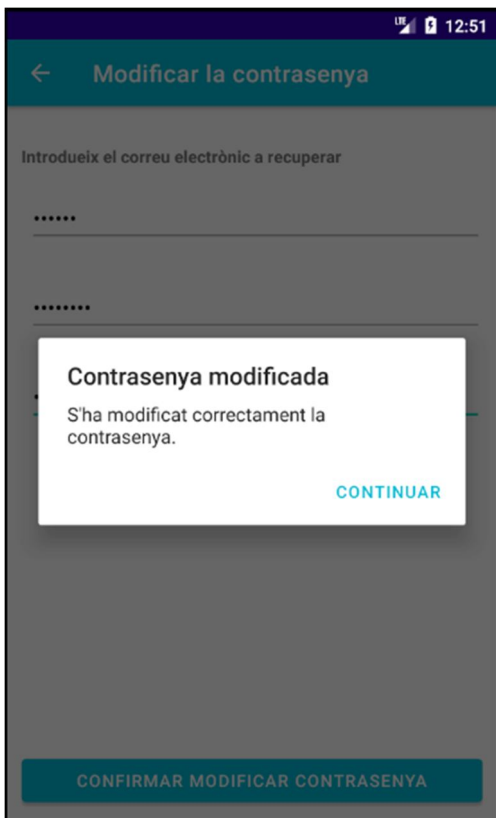 LTE 12:51
Modificar la contrasenya
Introdueix el correu electrònic a recuperar
••••••
••••••••
Contrasenya modificada
S'ha modificat correctament la
contrasenya.
CONTINUAR
CONFIRMAR MODIFICAR CONTRASENYA